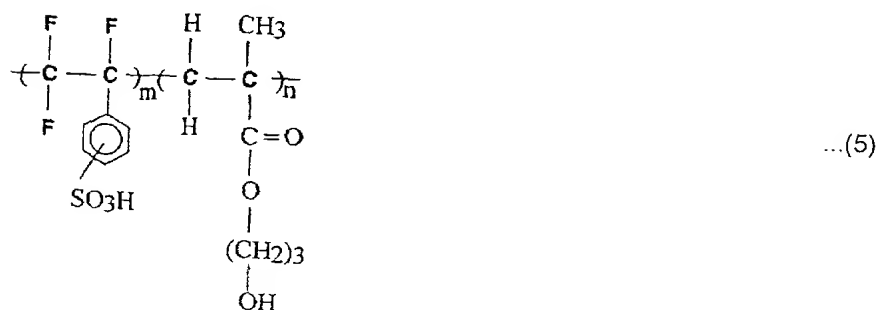 F F H CH3
( C C )m ( C C )n
F H C=O
SO3H O
(CH2)3
OH
...(5)